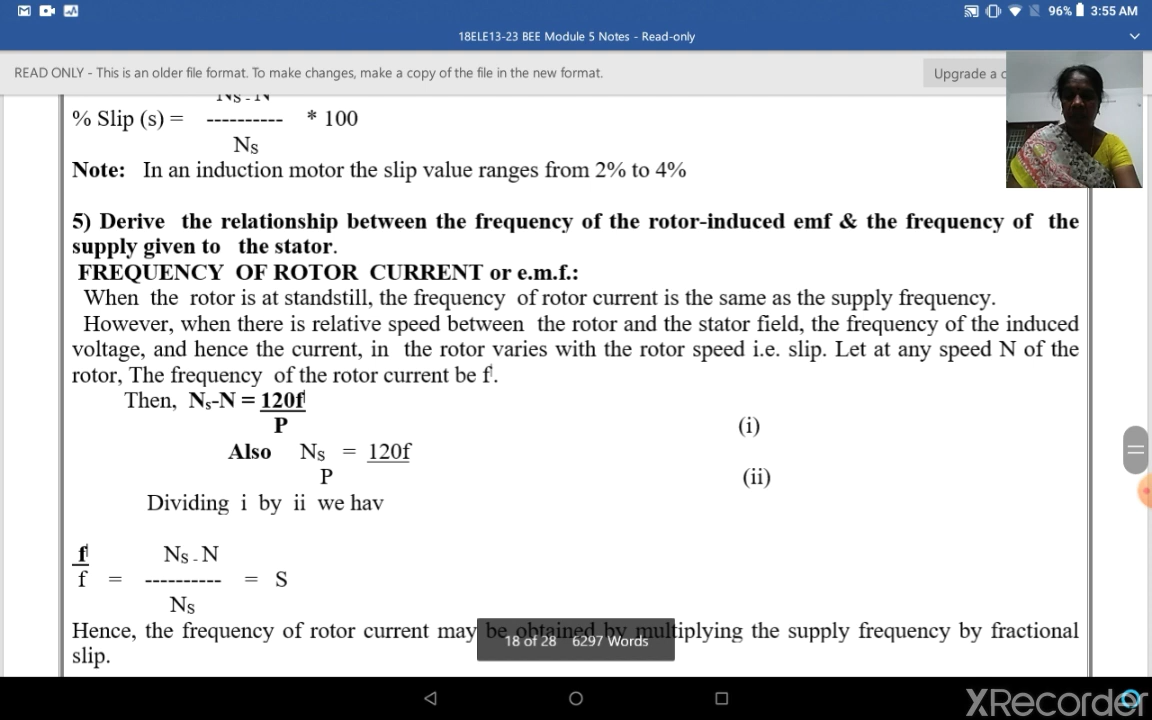 96% 3:55 AM
18ELE13-23 BEE Module 5 Notes - Read-only
READ ONLY - This is an older file format. To make changes, make a copy of the file in the new format.
Upgrade a c
Ns - N
% Slip (s) = ---------- * 100
Ns
Note: In an induction motor the slip value ranges from 2% to 4%
5) Derive the relationship between the frequency of the rotor-induced emf & the frequency of the
supply given to the stator.
FREQUENCY OF ROTOR CURRENT or e.m.f.:
When the rotor is at standstill, the frequency of rotor current is the same as the supply frequency.
However, when there is relative speed between the rotor and the stator field, the frequency of the induced
voltage, and hence the current, in the rotor varies with the rotor speed i.e. slip. Let at any speed N of the
rotor, The frequency of the rotor current be f'.
Then, Ns-N = 120f'
P (i)
Also Ns = 120f
P (ii)
Dividing i by ii we hav
f' Ns - N
f = ---------- = S
Ns
Hence, the frequency of rotor current may be obtained by multiplying the supply frequency by fractional
slip.
18 of 28 6297 Words
XRecorder